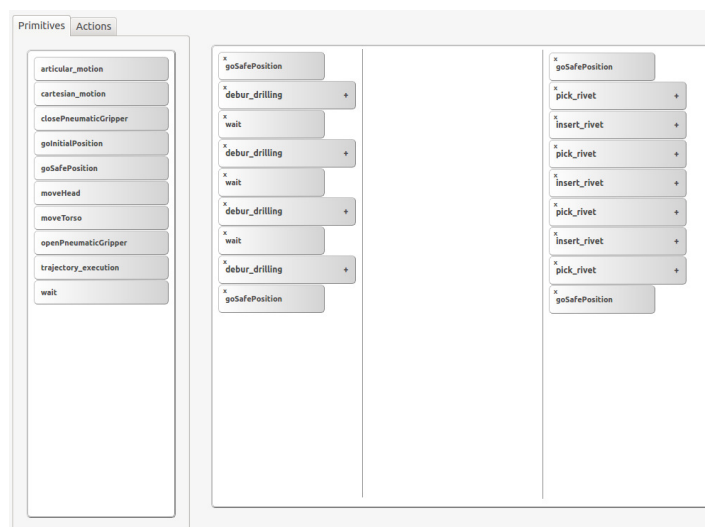 Primitives
Actions
articular_motion
cartesian_motion
closePneumaticGripper
goInitialPosition
goSafePosition
moveHead
moveTorso
openPneumaticGripper
trajectory_execution
wait
x
goSafePosition
x
debur_drilling +
x
wait
x
debur_drilling +
x
wait
x
debur_drilling +
x
wait
x
debur_drilling +
x
goSafePosition
x
goSafePosition
x
pick_rivet +
x
insert_rivet +
x
pick_rivet +
x
insert_rivet +
x
pick_rivet +
x
insert_rivet +
x
pick_rivet +
x
goSafePosition